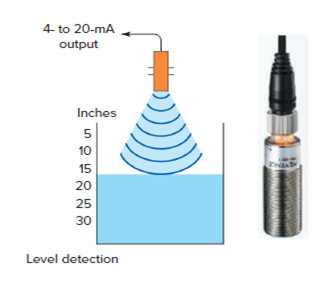 4- to 20-mA
output
Inches
5
10
15
20
25
30
Level detection